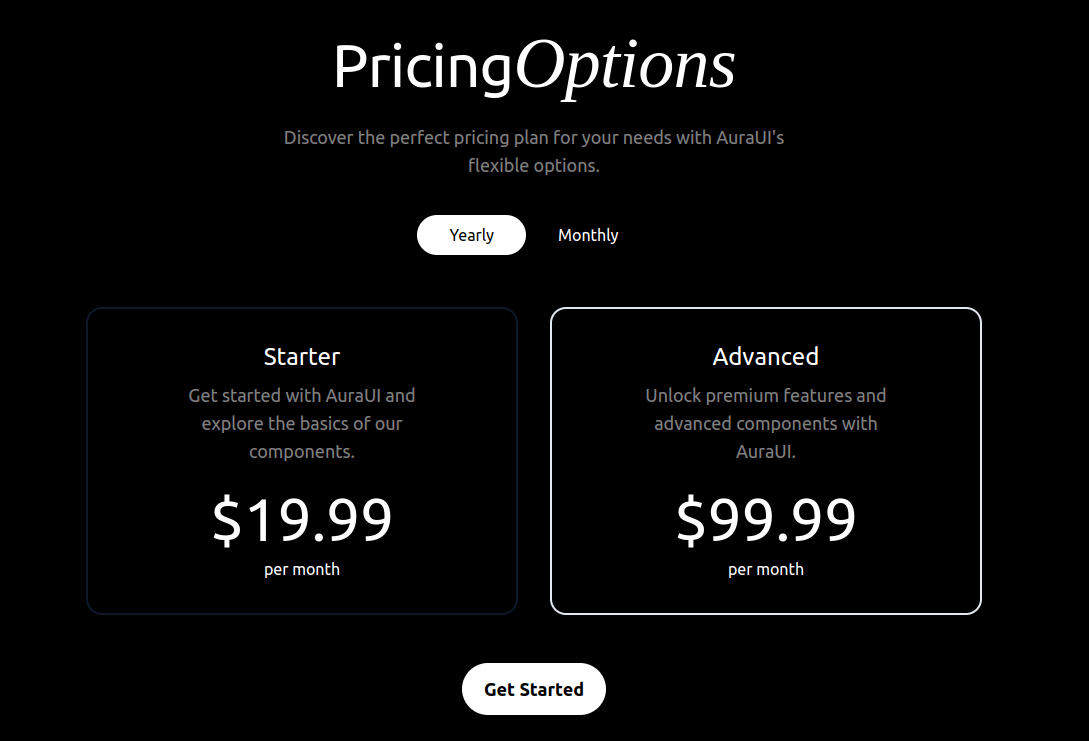 PricingOptions
Discover the perfect pricing plan for your needs with AuraUI's
flexible options.
Yearly
Monthly
Starter
Get started with AuraUI and
explore the basics of our
components.
$19.99
per month
Advanced
Unlock premium features and
advanced components with
AuraUI.
$99.99
per month
Get Started